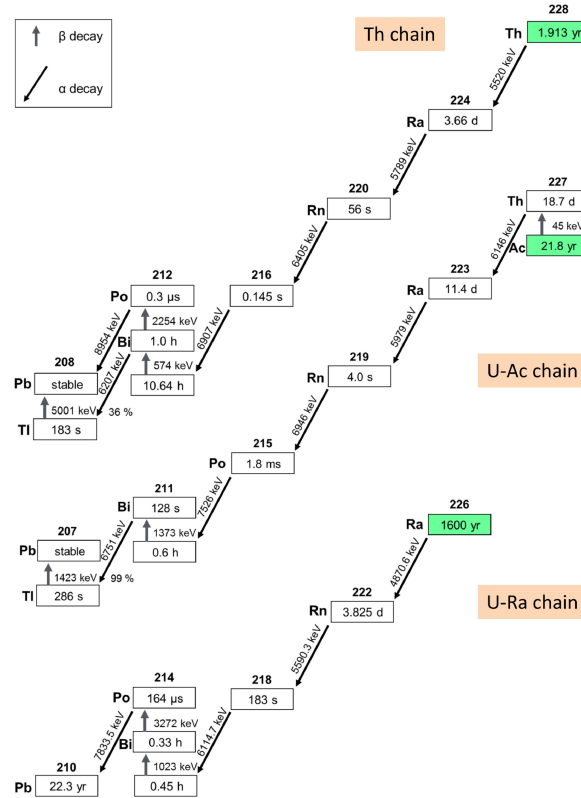 β decay
α decay
Th chain
228
Th 1.913 yr
5520 keV
224
Ra 3.66 d
5789 keV
220
Rn 56 s
6405 keV
216
0.145 s
6907 keV
212
Po 0.3 μs
2254 keV
Bi 1.0 h
574 keV
10.64 h
8954 keV
6207 keV
36 %
208
Pb stable
5001 keV
Tl 183 s
227
Th 18.7 d
45 keV
Ac 21.8 yr
6146 keV
223
Ra 11.4 d
5979 keV
U-Ac chain
219
Rn 4.0 s
6946 keV
215
Po 1.8 ms
7526 keV
211
Bi 128 s
1373 keV
0.6 h
6751 keV
99 %
207
Pb stable
1423 keV
Tl 286 s
226
Ra 1600 yr
4870.6 keV
U-Ra chain
222
Rn 3.825 d
5590.3 keV
218
183 s
6114.7 keV
214
Po 164 μs
3272 keV
Bi 0.33 h
1023 keV
0.45 h
7833.5 keV
210
Pb 22.3 yr